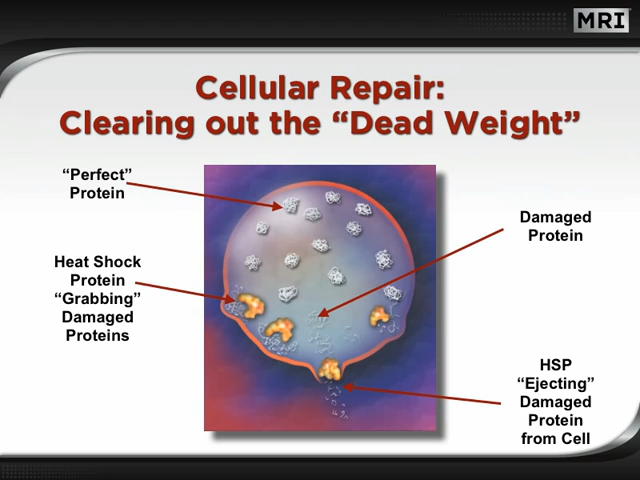 MRI
Cellular Repair:
Clearing out the “Dead Weight”
“Perfect”
Protein
Damaged
Protein
Heat Shock
Protein
“Grabbing”
Damaged
Proteins
HSP
“Ejecting”
Damaged
Protein
from Cell